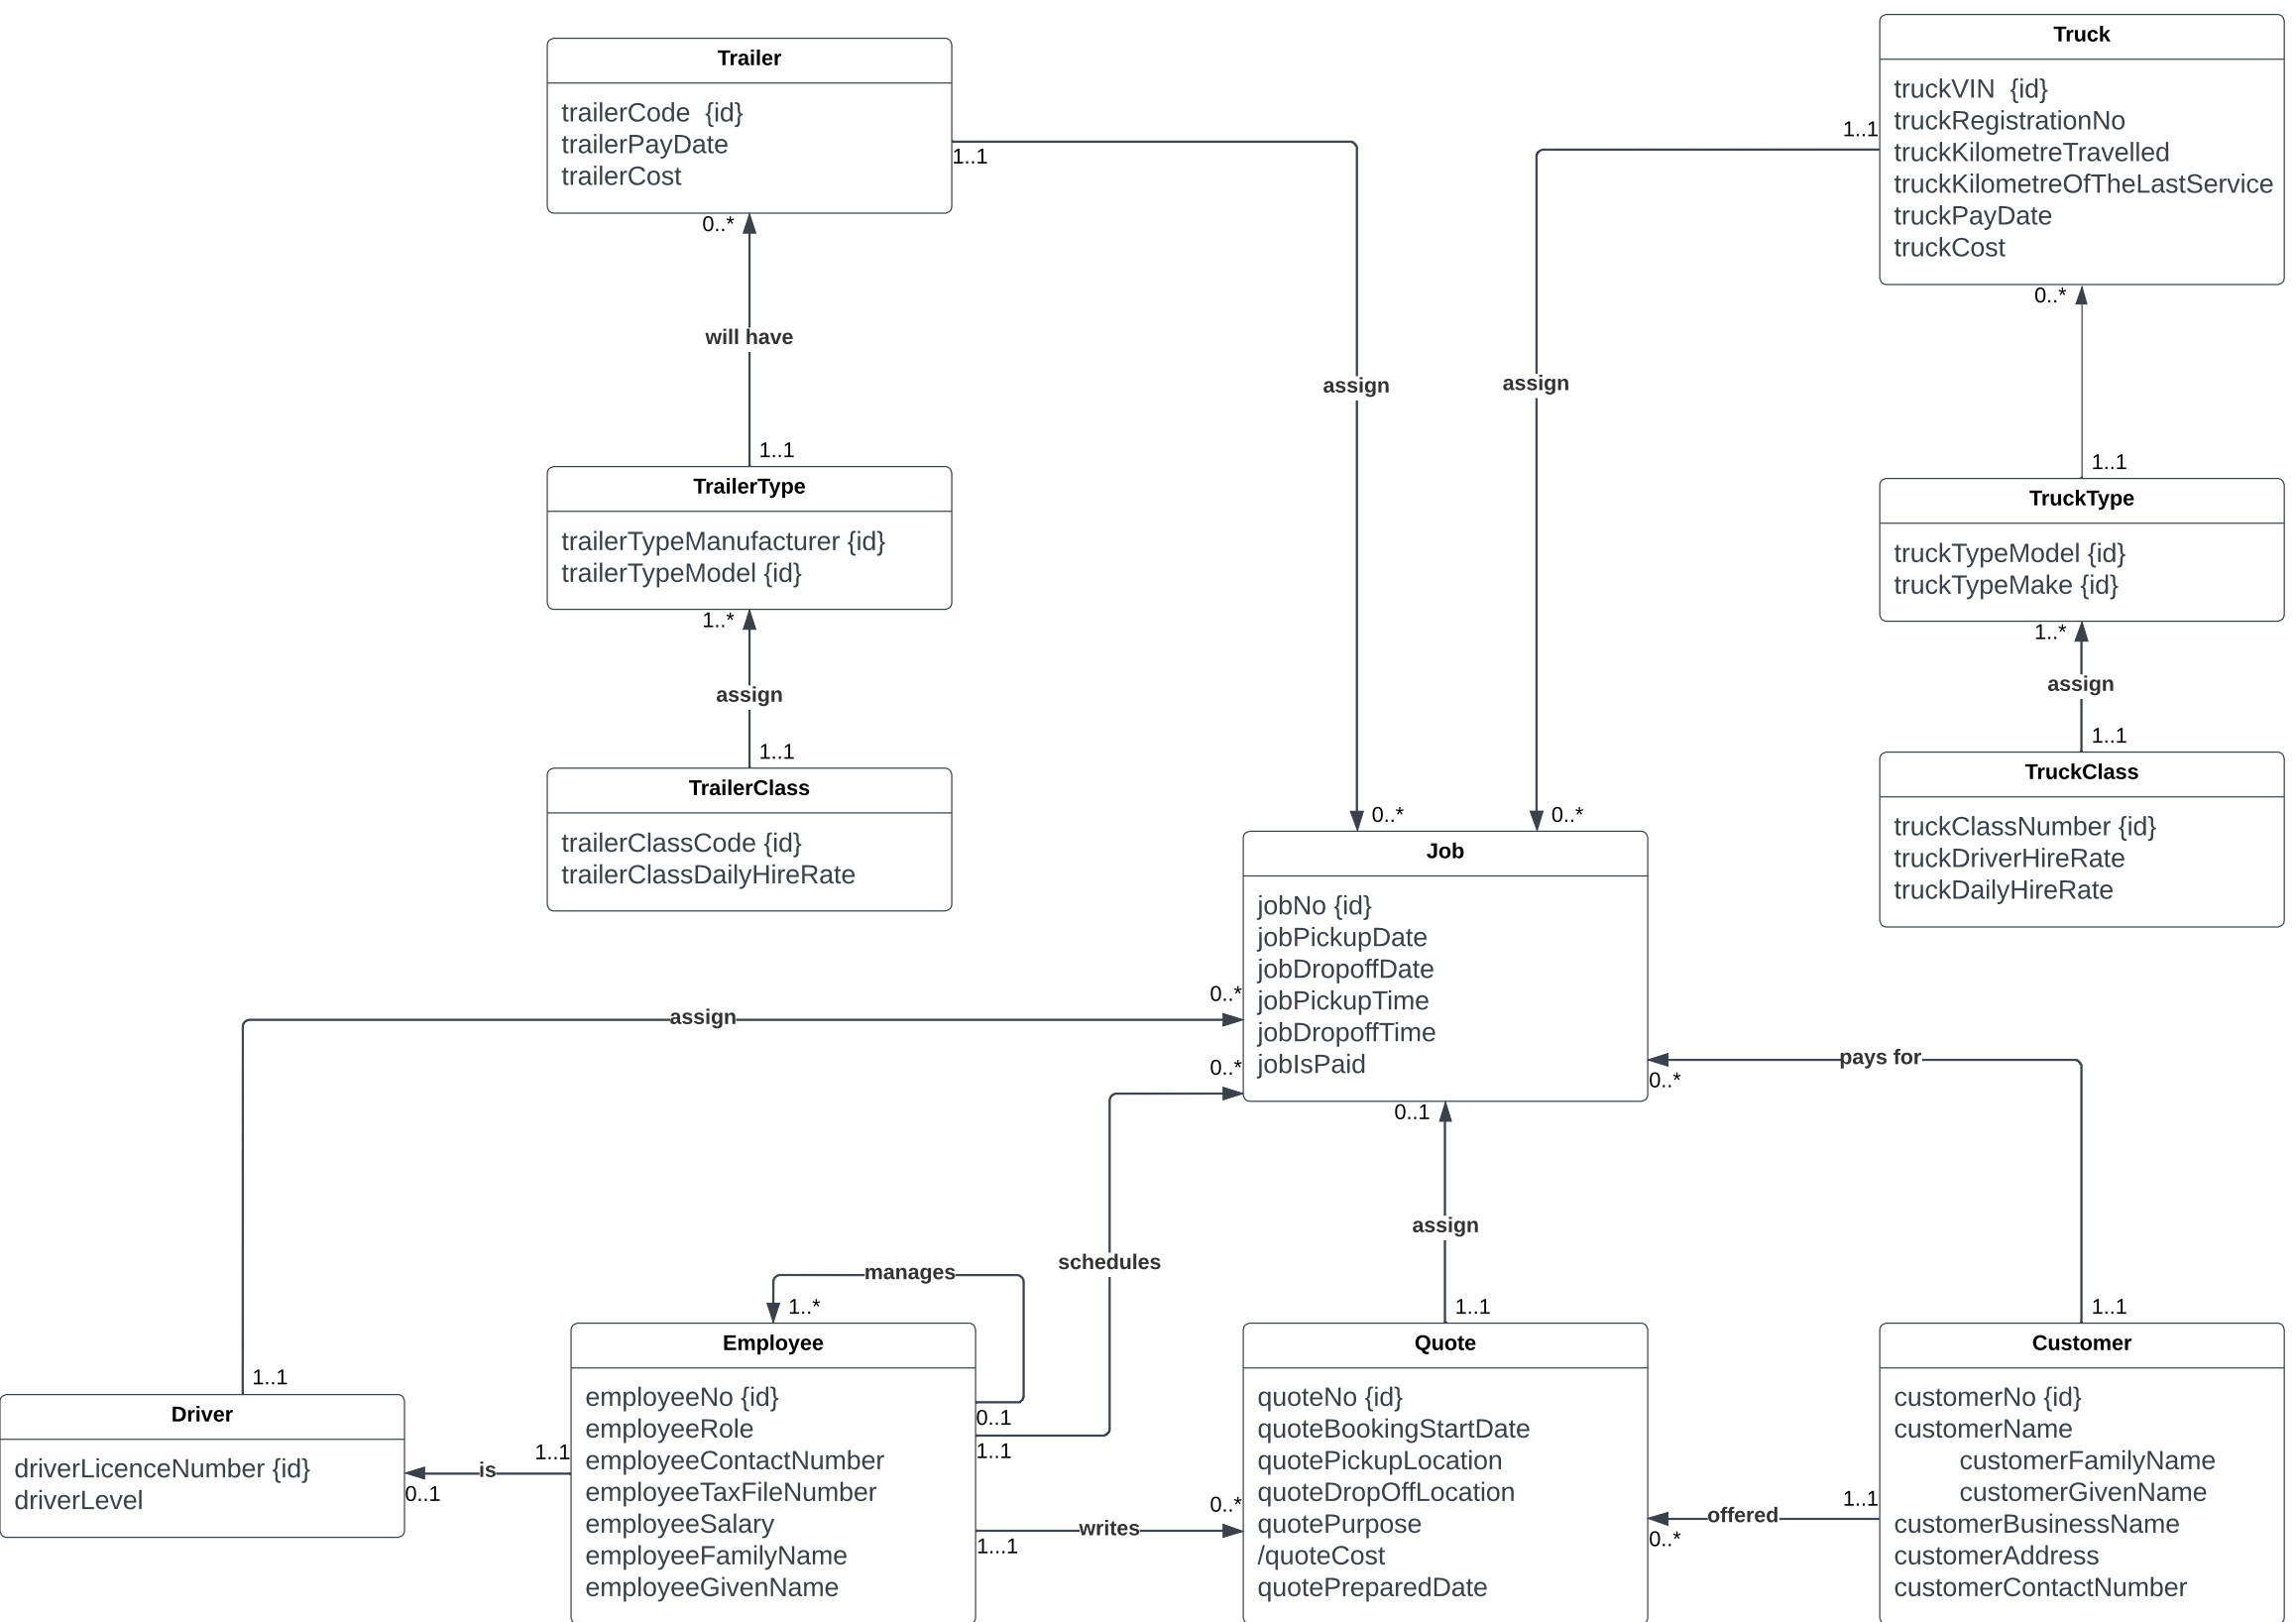 Trailer
trailerCode  {id}
trailerPayDate
trailerCost
1..1
0..*
will have
1..1
TrailerType
trailerTypeManufacturer {id}
trailerTypeModel {id}
1..*
assign
1..1
TrailerClass
trailerClassCode {id}
trailerClassDailyHireRate
assign
0..*
Truck
truckVIN  {id}
truckRegistrationNo
truckKilometreTravelled
truckKilometreOfTheLastService
truckPayDate
truckCost
1..1
assign
0..*
0..*
1..1
TruckType
truckTypeModel {id}
truckTypeMake {id}
1..*
assign
1..1
TruckClass
truckClassNumber {id}
truckDriverHireRate
truckDailyHireRate
Job
jobNo {id}
jobPickupDate
jobDropoffDate
jobPickupTime
jobDropoffTime
jobIsPaid
0..*
assign
1..1
0..*
schedules
1..1
0..1
assign
1..1
0..*
pays for
1..1
Driver
driverLicenceNumber {id}
driverLevel
0..1
is
1..1
manages
1..*
0..1
Employee
employeeNo {id}
employeeRole
employeeContactNumber
employeeTaxFileNumber
employeeSalary
employeeFamilyName
employeeGivenName
1...1
writes
0..*
Quote
quoteNo {id}
quoteBookingStartDate
quotePickupLocation
quoteDropOffLocation
quotePurpose
/quoteCost
quotePreparedDate
0..*
offered
1..1
Customer
customerNo {id}
customerName
customerFamilyName
customerGivenName
customerBusinessName
customerAddress
customerContactNumber